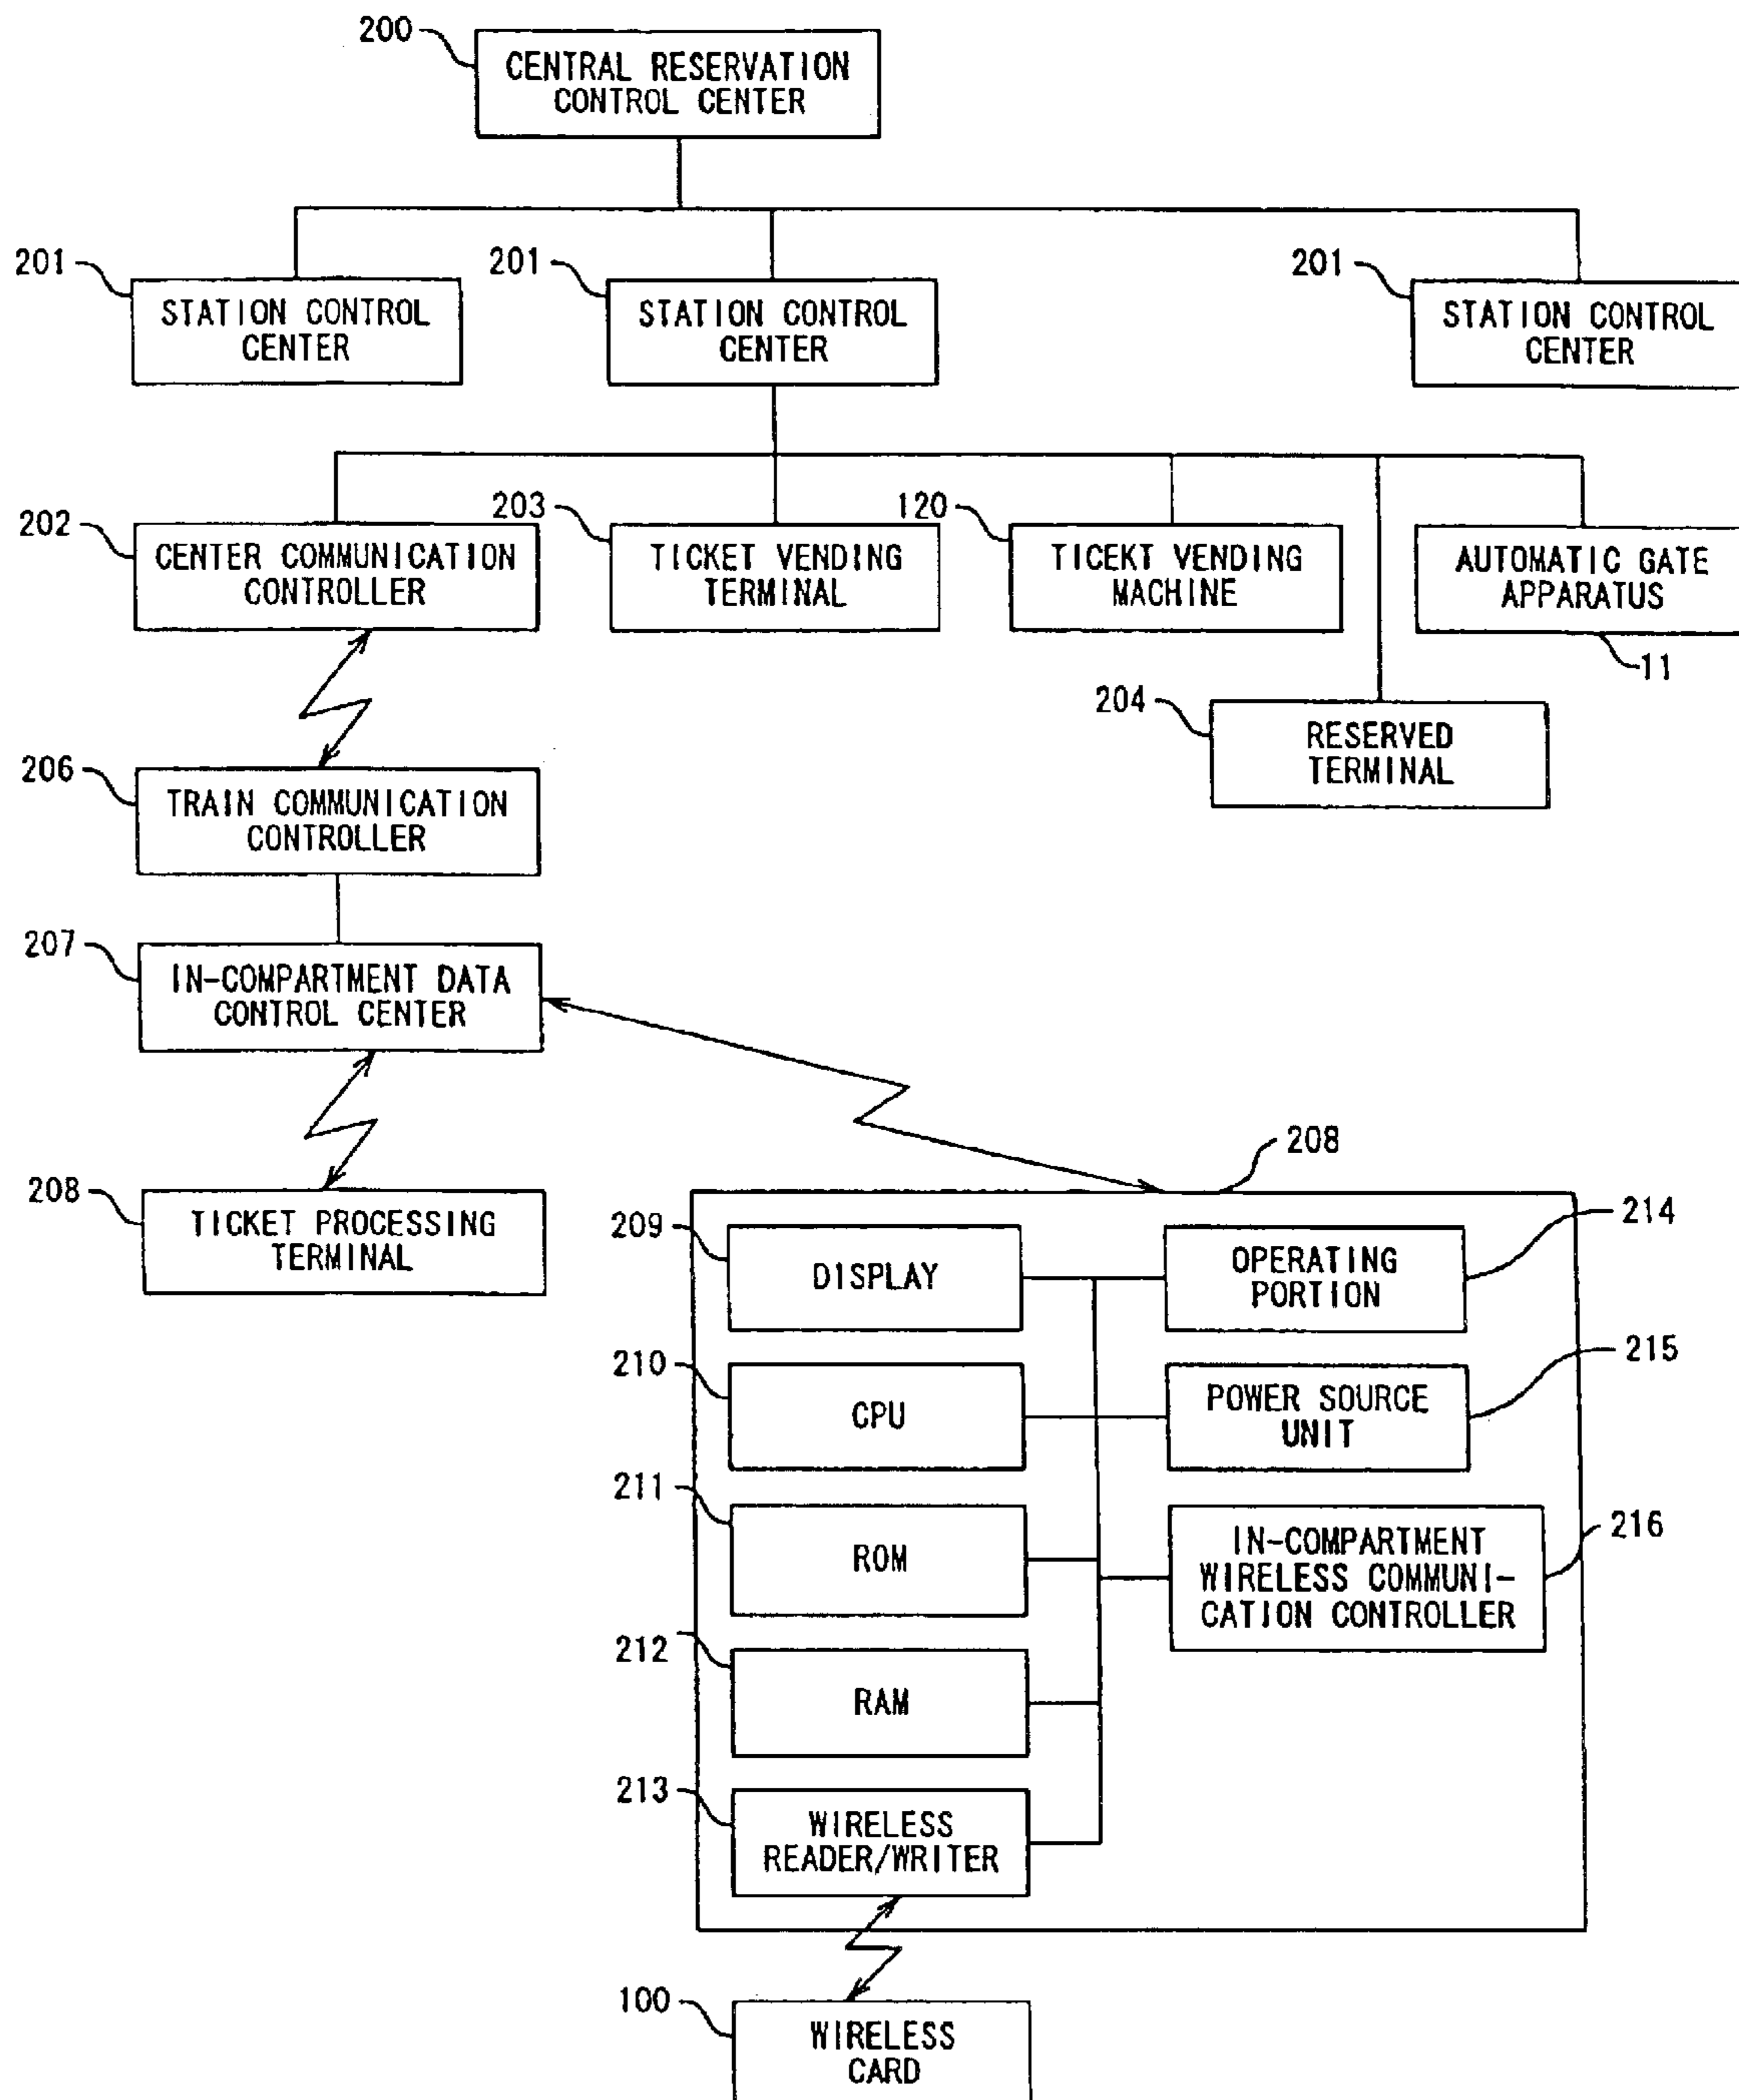 200
CENTRAL RESERVATION
CONTROL CENTER
201
STATION CONTROL
CENTER
201
STATION CONTROL
CENTER
201
STATION CONTROL
CENTER
202
CENTER COMMUNICATION
CONTROLLER
203
TICKET VENDING
TERMINAL
120
TICEKT VENDING
MACHINE
AUTOMATIC GATE
APPARATUS
11
204
RESERVED
TERMINAL
206
TRAIN COMMUNICATION
CONTROLLER
207
IN-COMPARTMENT DATA
CONTROL CENTER
208
TICKET PROCESSING
TERMINAL
208
209
DISPLAY
214
OPERATING
PORTION
210
CPU
215
POWER SOURCE
UNIT
211
ROM
216
IN-COMPARTMENT
WIRELESS COMMUNI-
CATION CONTROLLER
212
RAM
213
WIRELESS
READER/WRITER
100
WIRELESS
CARD